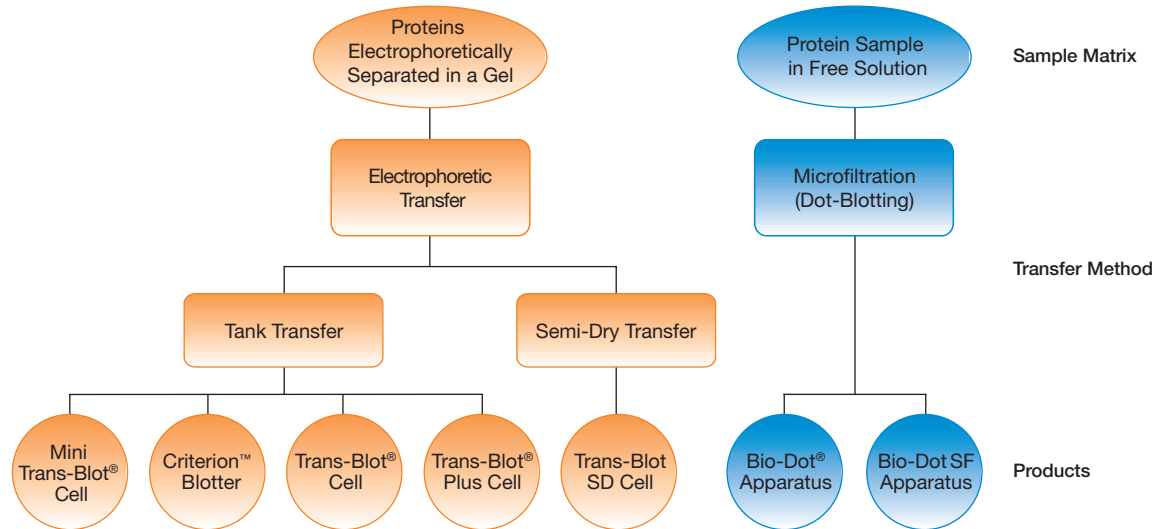 Proteins
Electrophoretically
Separated in a Gel
Protein Sample
in Free Solution
Sample Matrix
Electrophoretic
Transfer
Microfiltration
(Dot-Blotting)
Transfer Method
Tank Transfer
Semi-Dry Transfer
Mini
Trans-Blot®
Cell
Criterion™
Blotter
Trans-Blot®
Cell
Trans-Blot®
Plus Cell
Trans-Blot
SD Cell
Bio-Dot®
Apparatus
Bio-Dot SF
Apparatus
Products